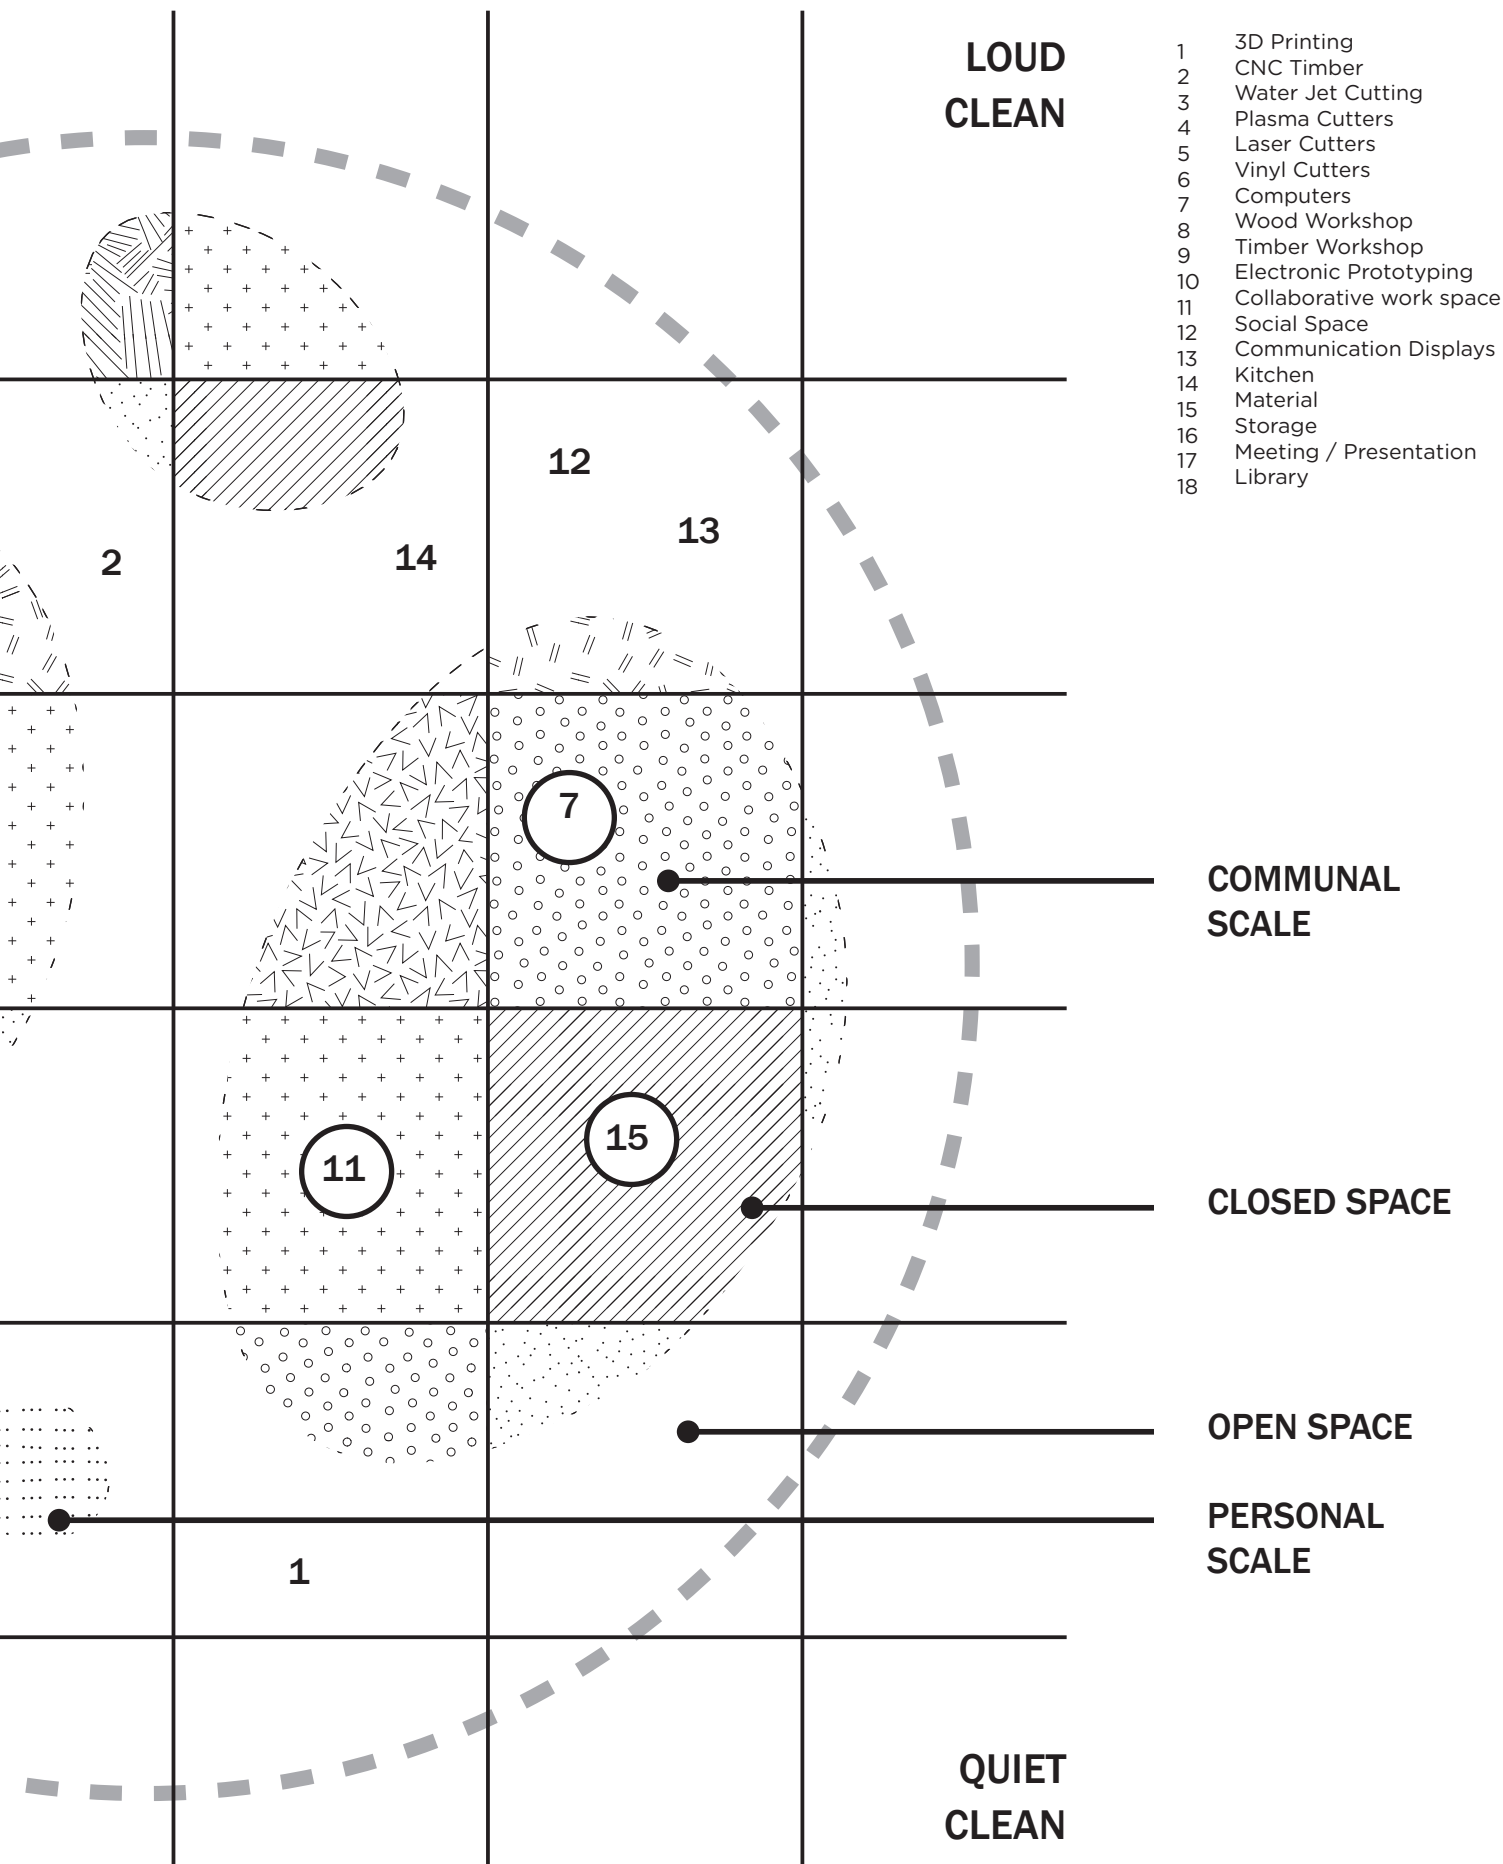 LOUD
CLEAN
1 3D Printing
2 CNC Timber
3 Water Jet Cutting
4 Plasma Cutters
5 Laser Cutters
6 Vinyl Cutters
7 Computers
8 Wood Workshop
9 Timber Workshop
10 Electronic Prototyping
11 Collaborative work space
12 Social Space
13 Communication Displays
14 Kitchen
15 Material
16 Storage
17 Meeting / Presentation
18 Library
12
13
2
14
7
COMMUNAL
SCALE
15
11
CLOSED SPACE
OPEN SPACE
PERSONAL
SCALE
1
QUIET
CLEAN